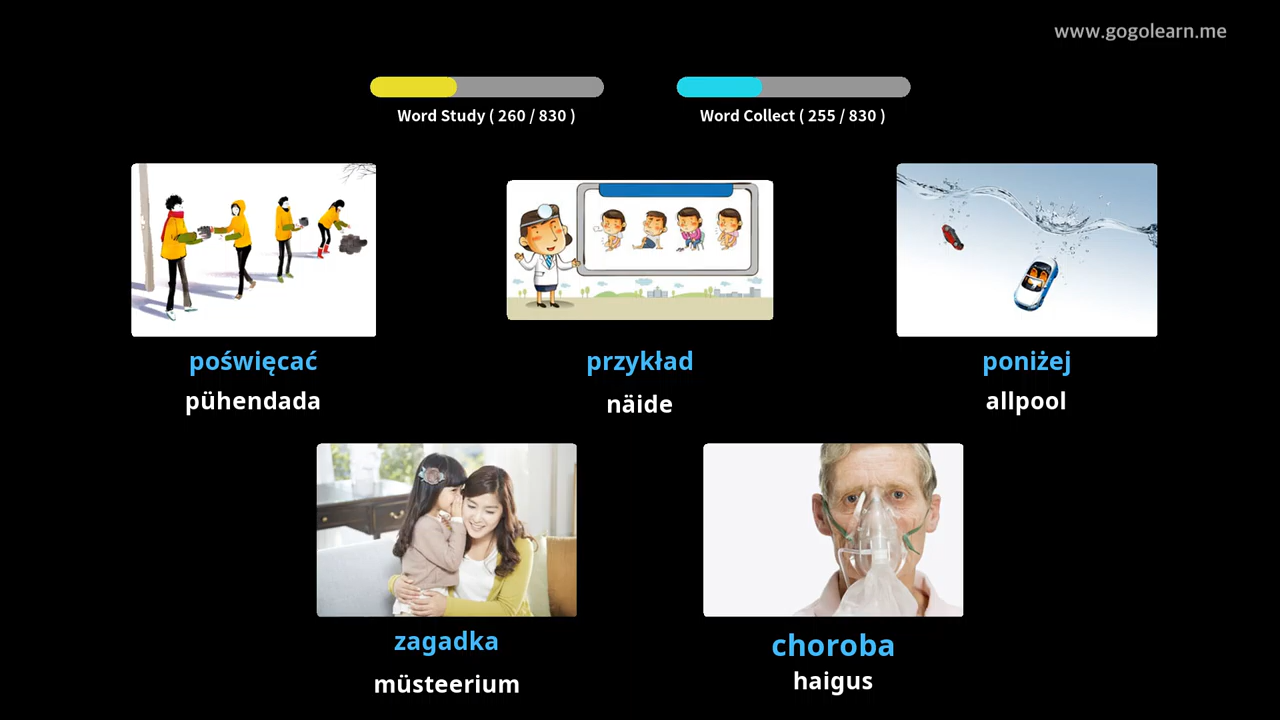 www.gogolearn.me
Word Study ( 260 / 830 )
Word Collect ( 255 / 830 )
poświęcać
pühendada
przykład
näide
poniżej
allpool
zagadka
müsteerium
choroba
haigus